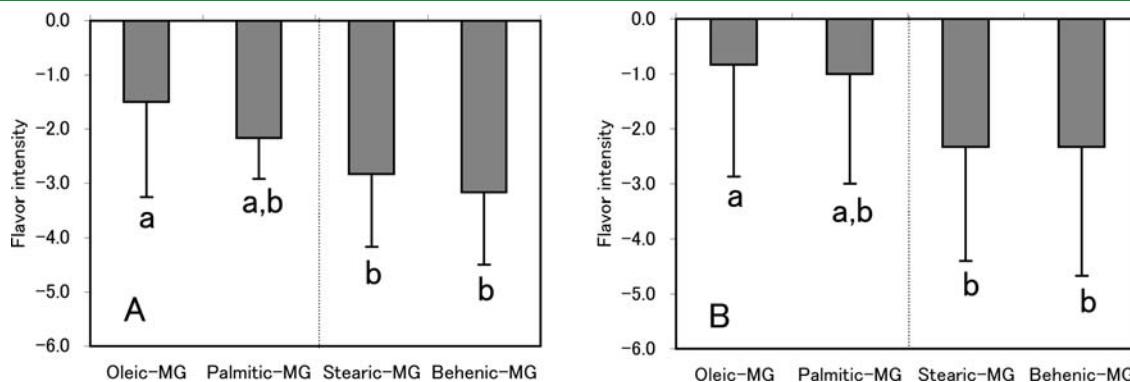 0.0
-1.0
-2.0
-3.0
-4.0
-5.0
-6.0
Flavor intensity
a
a,b
b
b
A
Oleic-MG Palmitic-MG Stearic-MG Behenic-MG
0.0
-1.0
-2.0
-3.0
-4.0
-5.0
-6.0
Flavor intensity
a
a,b
b
b
B
Oleic-MG Palmitic-MG Stearic-MG Behenic-MG